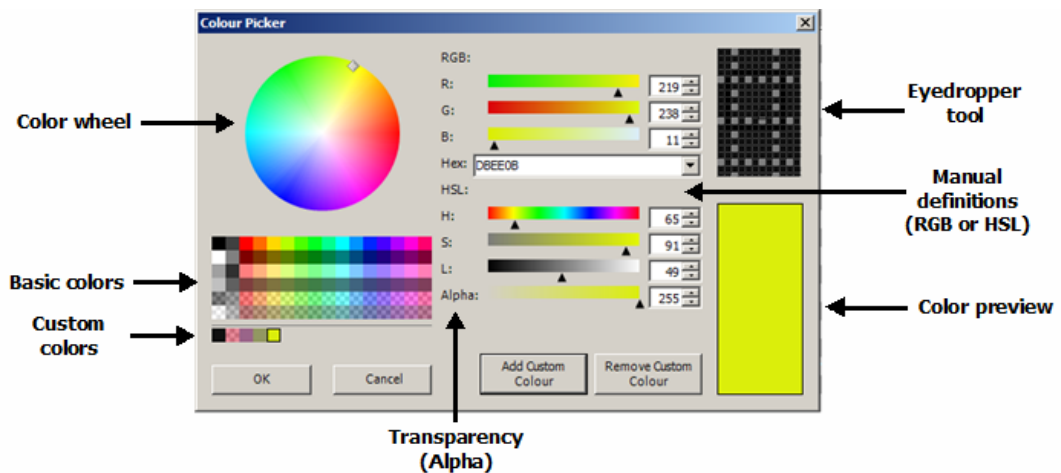 Colour Picker
Color wheel
Basic colors
Custom
colors
RGB:
R: 219
G: 238
B: 11
Hex: DBEE0B
HSL:
H: 65
S: 91
L: 49
Alpha: 255
OK
Cancel
Add Custom
Colour
Remove Custom
Colour
Eyedropper
tool
Manual
definitions
(RGB or HSL)
Color preview
Transparency
(Alpha)